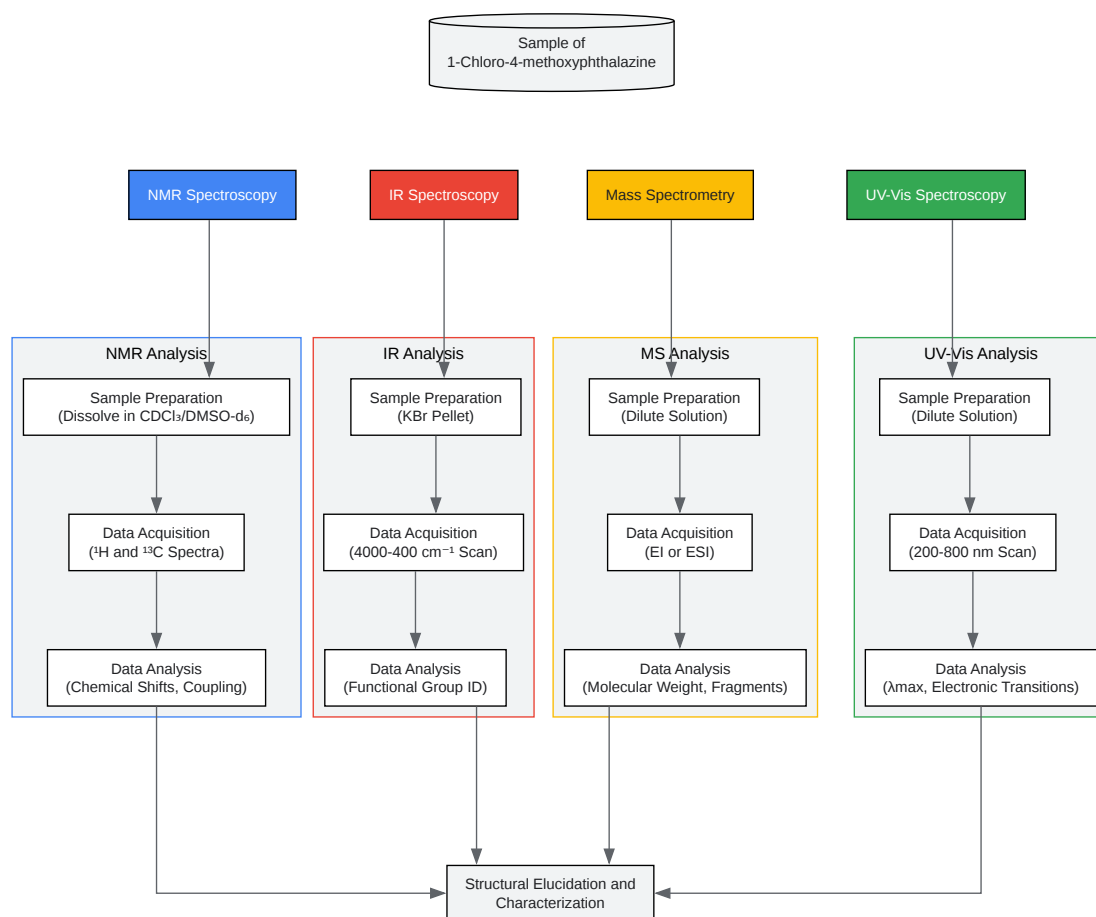 Sample of
1-Chloro-4-methoxyphthalazine
NMR Spectroscopy
IR Spectroscopy
Mass Spectrometry
UV-Vis Spectroscopy
NMR Analysis
Sample Preparation
(Dissolve in CDCl₃/DMSO-d₆)
Data Acquisition
(¹H and ¹³C Spectra)
Data Analysis
(Chemical Shifts, Coupling)
IR Analysis
Sample Preparation
(KBr Pellet)
Data Acquisition
(4000-400 cm⁻¹ Scan)
Data Analysis
(Functional Group ID)
MS Analysis
Sample Preparation
(Dilute Solution)
Data Acquisition
(EI or ESI)
Data Analysis
(Molecular Weight, Fragments)
UV-Vis Analysis
Sample Preparation
(Dilute Solution)
Data Acquisition
(200-800 nm Scan)
Data Analysis
(λmax, Electronic Transitions)
Structural Elucidation and
Characterization